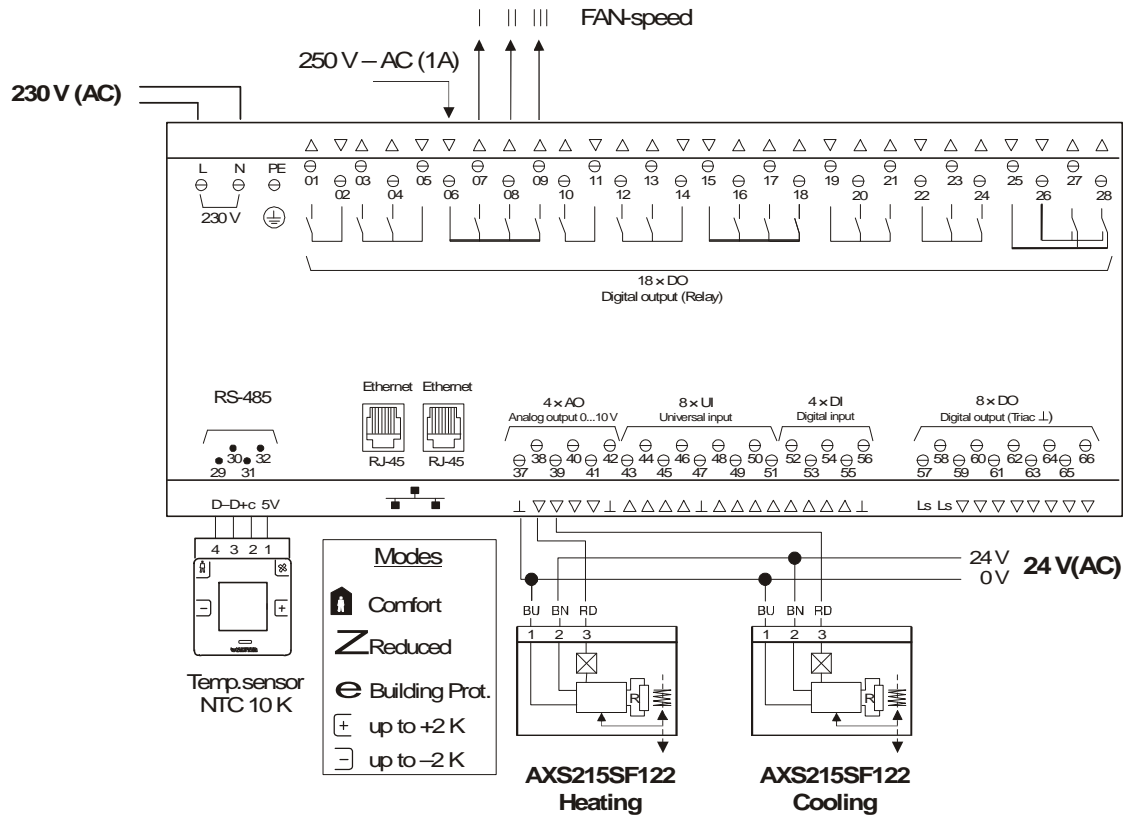 I II III FAN-speed
250 V – AC (1A)
230 V (AC)
L N PE
01 02 03 04 05 06 07 08 09 10 11 12 13 14 15 16 17 18 19 20 21 22 23 24 25 26 27 28
230 V
18 x DO
Digital output (Relay)
RS-485
29 30 31 32
Ethernet Ethernet
RJ-45 RJ-45
4 x AO
Analog output 0...10 V
8 x UI
Universal input
4 x DI
Digital input
8 x DO
Digital output (Triac ⊥)
37 38 39 40 41 42 43 44 45 46 47 48 49 50 51 52 53 54 55 56 57 58 59 60 61 62 63 64 65 66
D– D+ c 5V
Ls Ls
4 3 2 1
Temp.sensor
NTC 10 K
Modes
Comfort
Reduced
Building Prot.
+ up to +2 K
– up to –2 K
24 V
0 V
24 V(AC)
BU BN RD
1 2 3
R
AXS215SF122
Heating
BU BN RD
1 2 3
R
AXS215SF122
Cooling